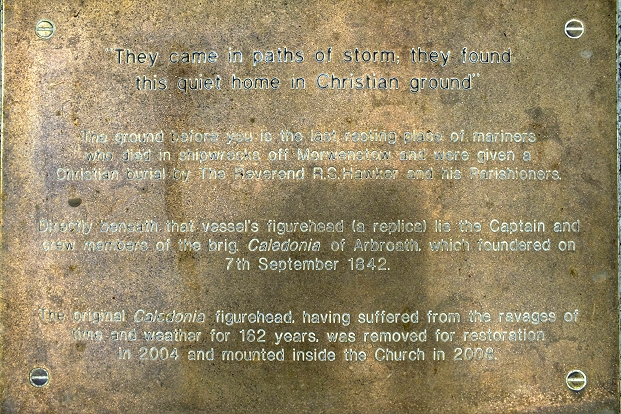 "They came in paths of storm; they found
this quiet home in Christian ground"
The ground before you is the last resting place of mariners
who died in shipwrecks off Morwenstow and were given a
Christian burial by The Reverend R.S.Hawker and his Parishioners.
Directly beneath that vessel's figurehead (a replica) lie the Captain and
crew members of the brig, Caledonia of Arbroath, which foundered on
7th September 1842.
The original Caledonia figurehead, having suffered from the ravages of
time and weather for 162 years, was removed for restoration
in 2004 and mounted inside the Church in